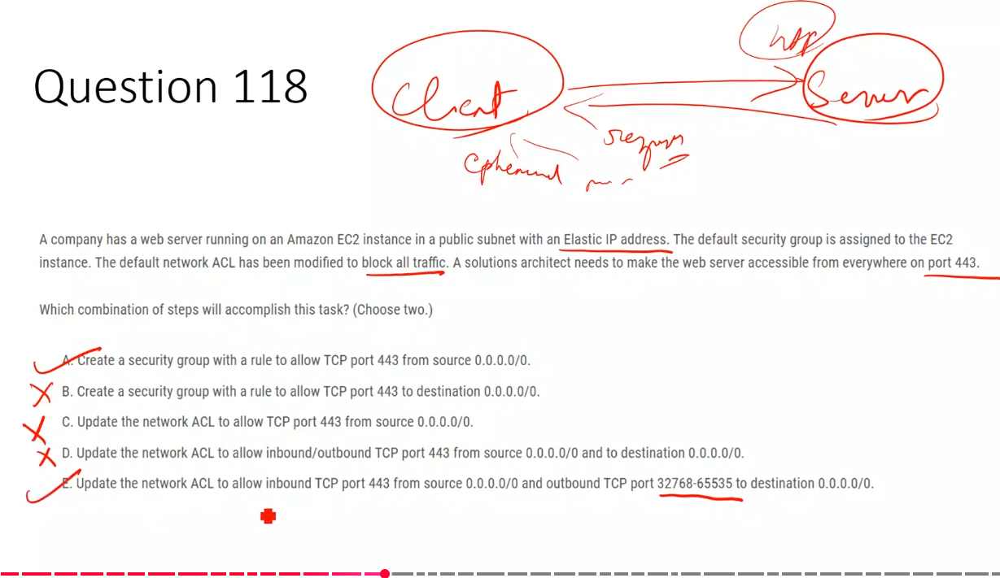 Question 118
Client
Server
Ephemeral
A company has a web server running on an Amazon EC2 instance in a public subnet with an Elastic IP address. The default security group is assigned to the EC2
instance. The default network ACL has been modified to block all traffic. A solutions architect needs to make the web server accessible from everywhere on port 443.
Which combination of steps will accomplish this task? (Choose two.)
A. Create a security group with a rule to allow TCP port 443 from source 0.0.0.0/0.
B. Create a security group with a rule to allow TCP port 443 to destination 0.0.0.0/0.
C. Update the network ACL to allow TCP port 443 from source 0.0.0.0/0.
D. Update the network ACL to allow inbound/outbound TCP port 443 from source 0.0.0.0/0 and to destination 0.0.0.0/0.
E. Update the network ACL to allow inbound TCP port 443 from source 0.0.0.0/0 and outbound TCP port 32768-65535 to destination 0.0.0.0/0.